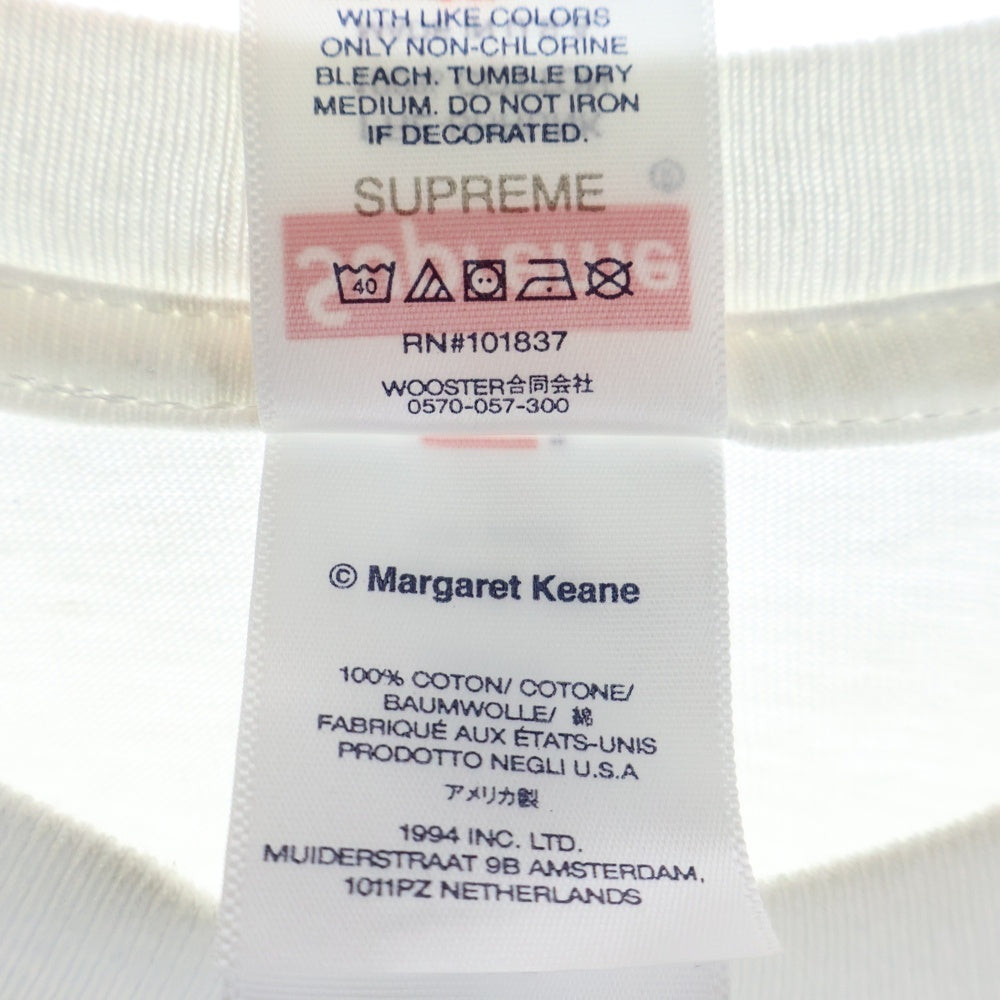 WITH LIKE COLORS
ONLY NON-CHLORINE
BLEACH. TUMBLE DRY
MEDIUM. DO NOT IRON
IF DECORATED.
SUPREME
40
RN#101837
WOOSTER合同会社
0570-057-300
© Margaret Keane
100% COTON/ COTONE/
BAUMWOLLE/ 綿
FABRIQUÉ AUX ÉTATS-UNIS
PRODOTTO NEGLI U.S.A
アメリカ製
1994 INC. LTD.
MUIDERSTRAAT 9B AMSTERDAM,
1011PZ NETHERLANDS